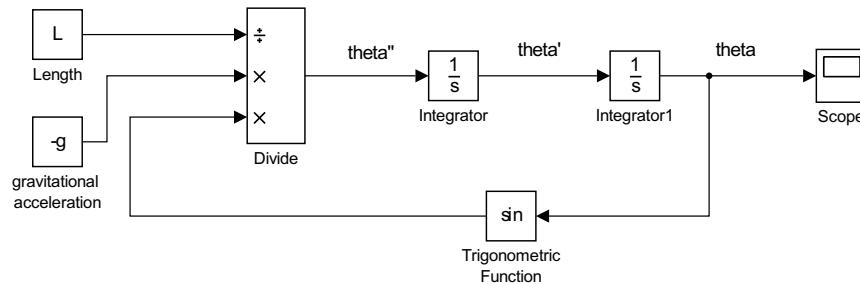 L
Length
-g
gravitational
acceleration
÷
×
×
Divide
theta''
1
s
Integrator
theta'
1
s
Integrator1
theta
Scope
sin
Trigonometric
Function